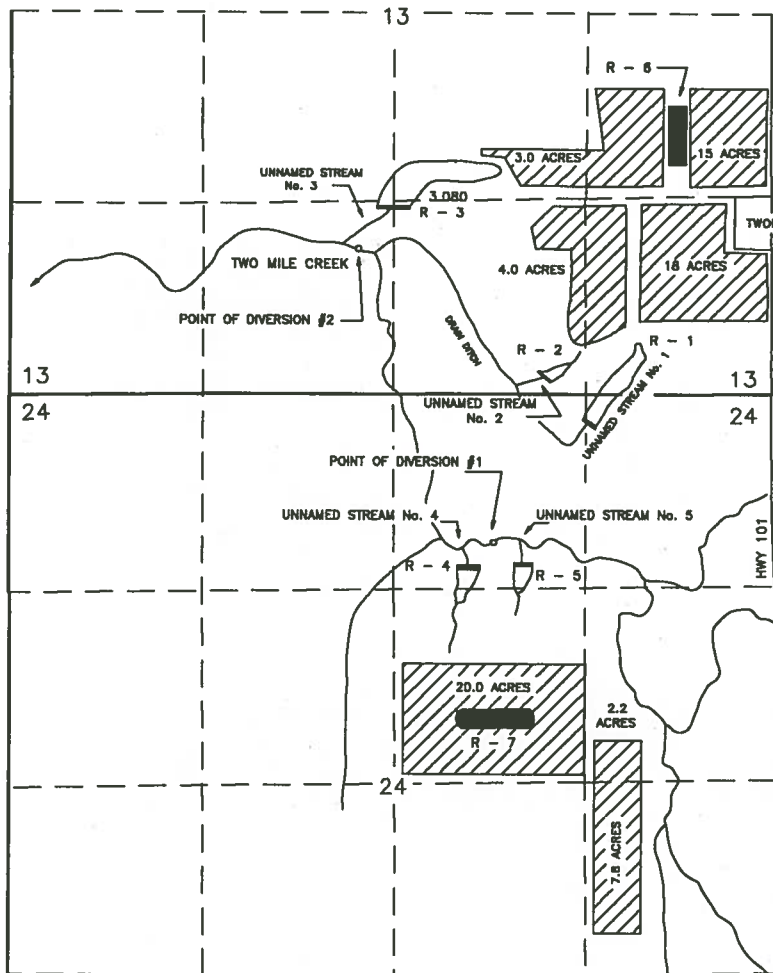 13
R - 6
3.0 ACRES
15 ACRES
UNNAMED STREAM
No. 3
3.080
R - 3
TWO MILE CREEK
4.0 ACRES
18 ACRES
POINT OF DIVERSION #2
DRAIN DITCH
R - 2
R - 1
13
13
24
24
UNNAMED STREAM
No. 2
UNNAMED STREAM No. 1
POINT OF DIVERSION #1
UNNAMED STREAM No. 4
UNNAMED STREAM No. 5
R - 4
R - 5
HWY 101
20.0 ACRES
2.2
ACRES
R - 7
24
7.8 ACRES